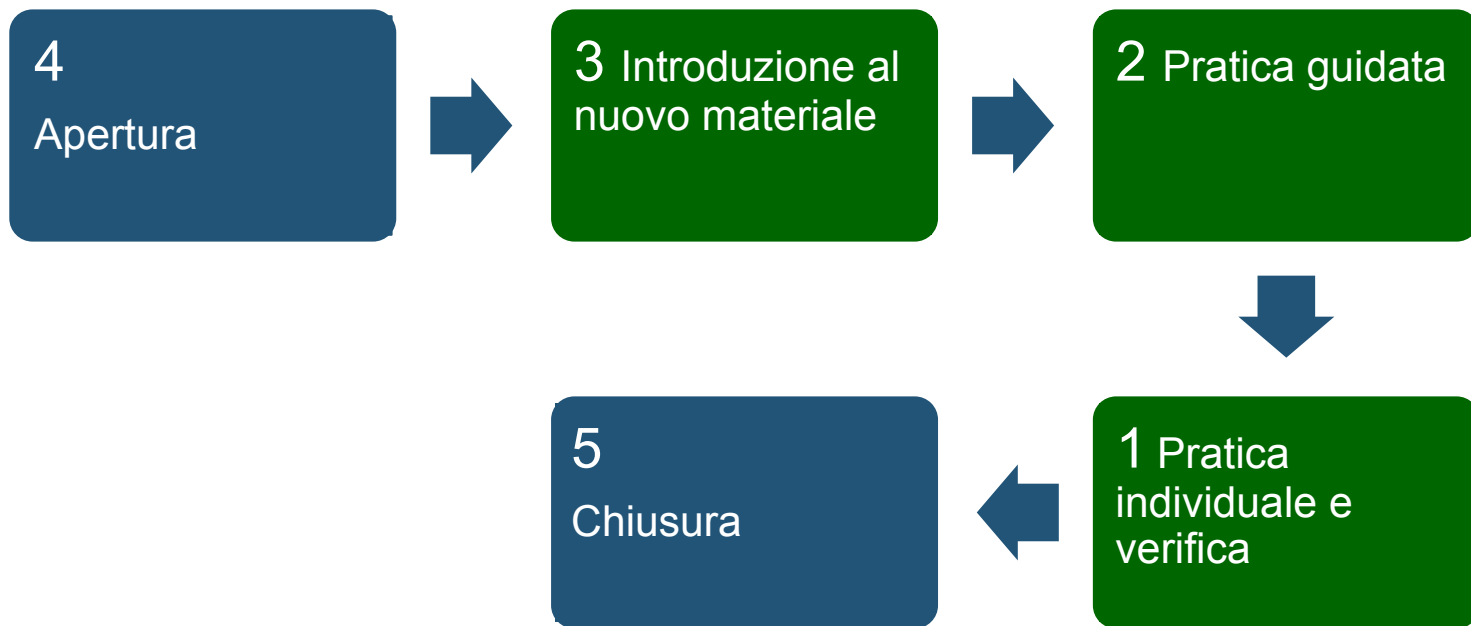 4
Apertura
3 Introduzione al
nuovo materiale
2 Pratica guidata
1 Pratica
individuale e
verifica
5
Chiusura